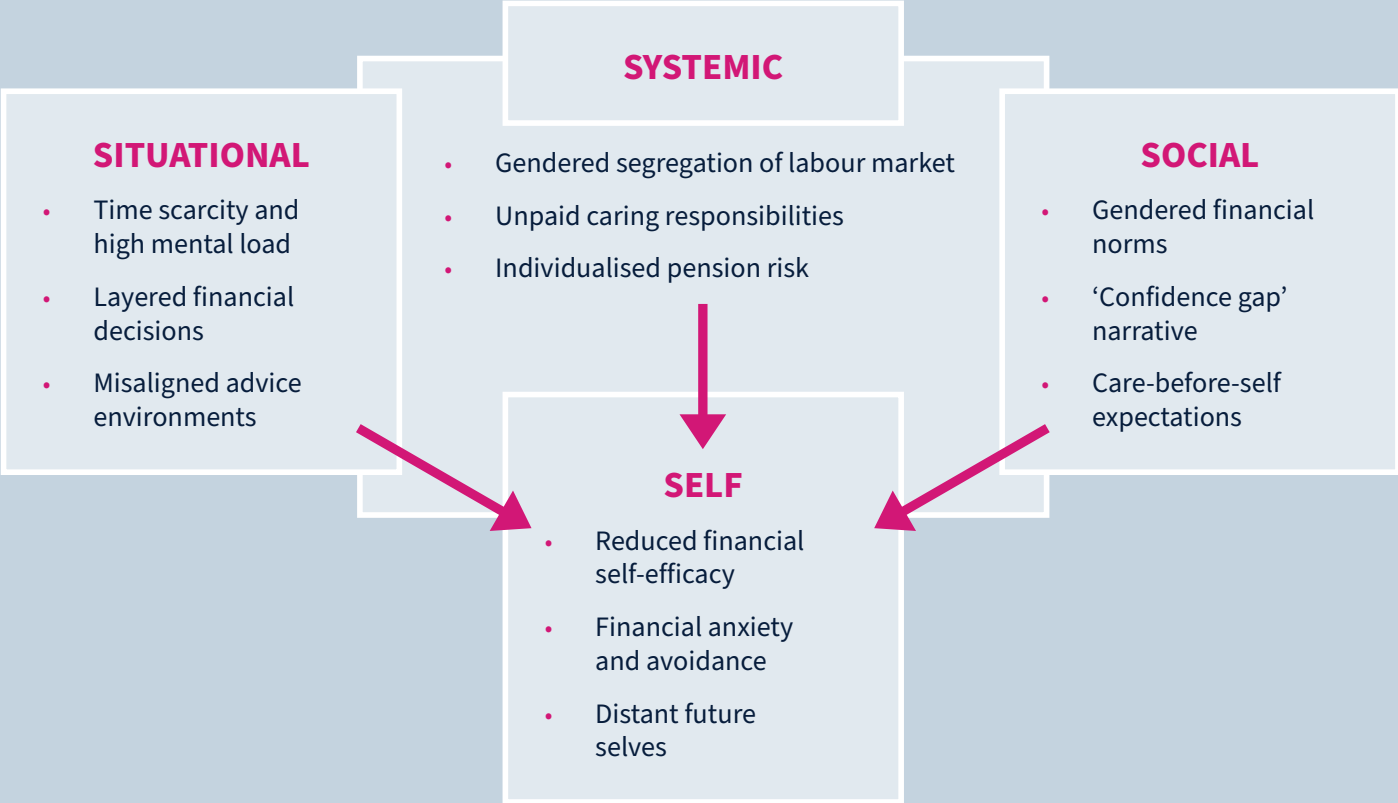 SYSTEMIC
• Gendered segregation of labour market
• Unpaid caring responsibilities
• Individualised pension risk
SITUATIONAL
• Time scarcity and
high mental load
• Layered financial
decisions
• Misaligned advice
environments
SOCIAL
• Gendered financial
norms
• ‘Confidence gap’
narrative
• Care-before-self
expectations
SELF
• Reduced financial
self-efficacy
• Financial anxiety
and avoidance
• Distant future
selves